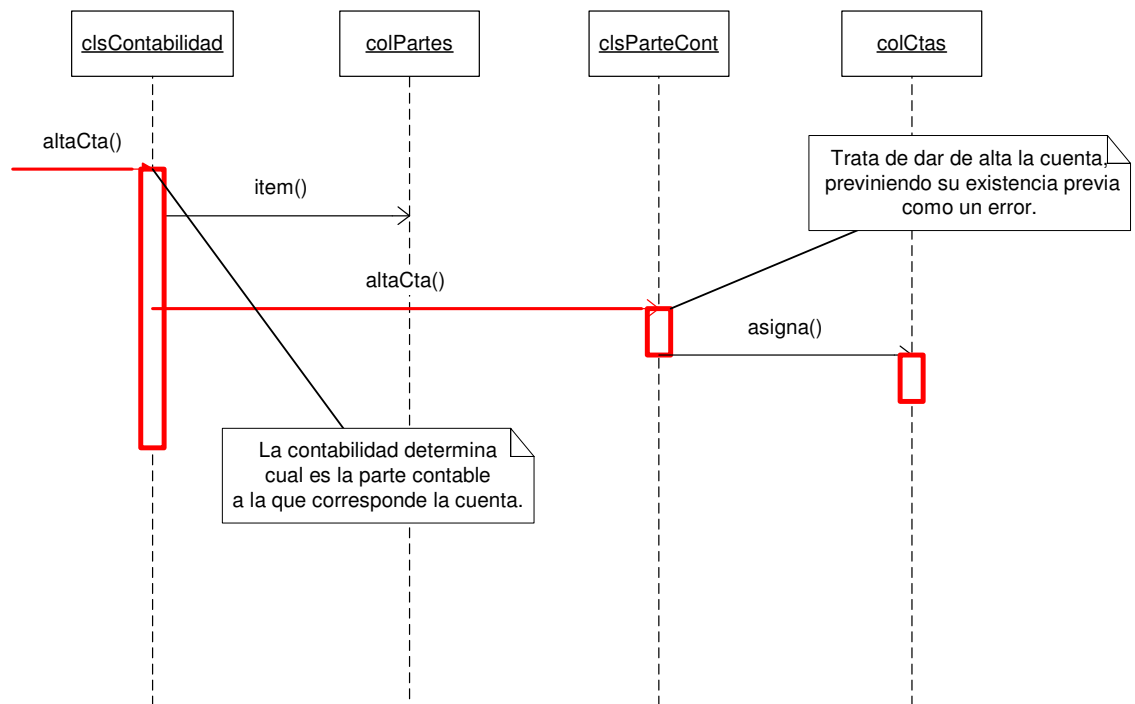 clsContabilidad
colPartes
clsParteCont
colCtas
altaCta()
item()
Trata de dar de alta la cuenta,
previniendo su existencia previa
como un error.
altaCta()
asigna()
La contabilidad determina
cual es la parte contable
a la que corresponde la cuenta.